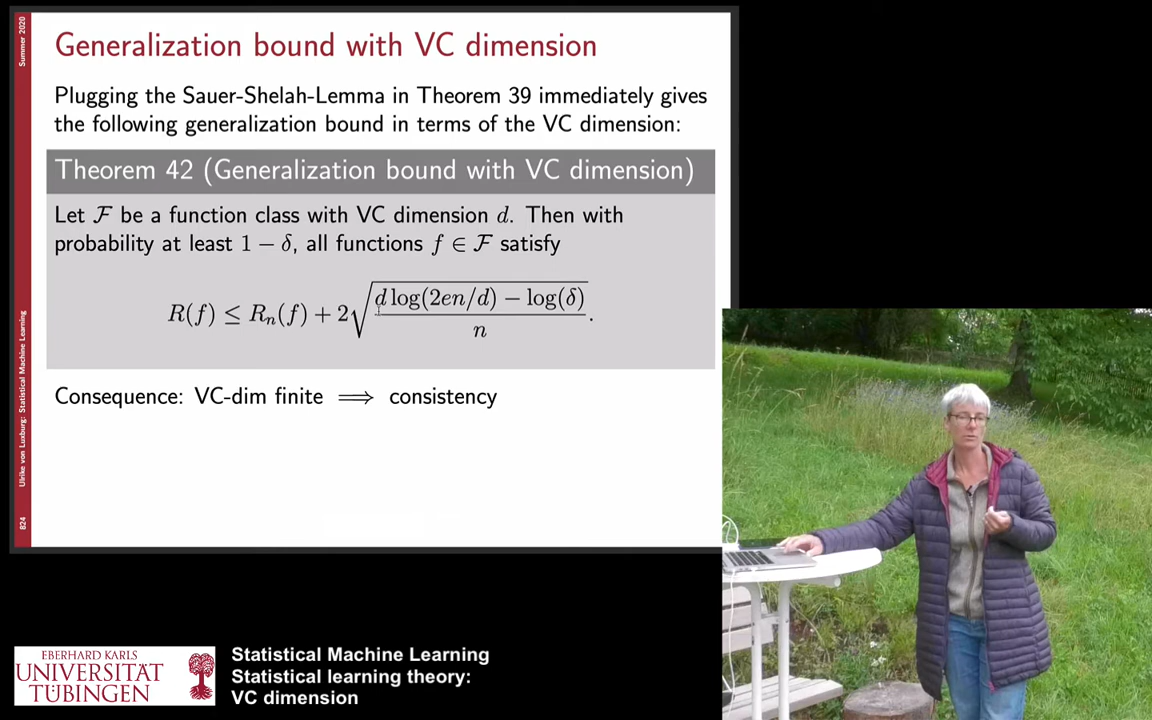 Summer 2020
Generalization bound with VC dimension
Plugging the Sauer-Shelah-Lemma in Theorem 39 immediately gives
the following generalization bound in terms of the VC dimension:
Theorem 42 (Generalization bound with VC dimension)
Let ℱ be a function class with VC dimension d. Then with
probability at least 1 − δ, all functions f ∈ ℱ satisfy
R(f) ≤ Rₙ(f) + 2√((d log(2en/d) − log(δ))/n).
Consequence: VC-dim finite ⟹ consistency
Ulrike von Luxburg: Statistical Machine Learning
824
EBERHARD KARLS
UNIVERSITÄT
TÜBINGEN
Statistical Machine Learning
Statistical learning theory:
VC dimension